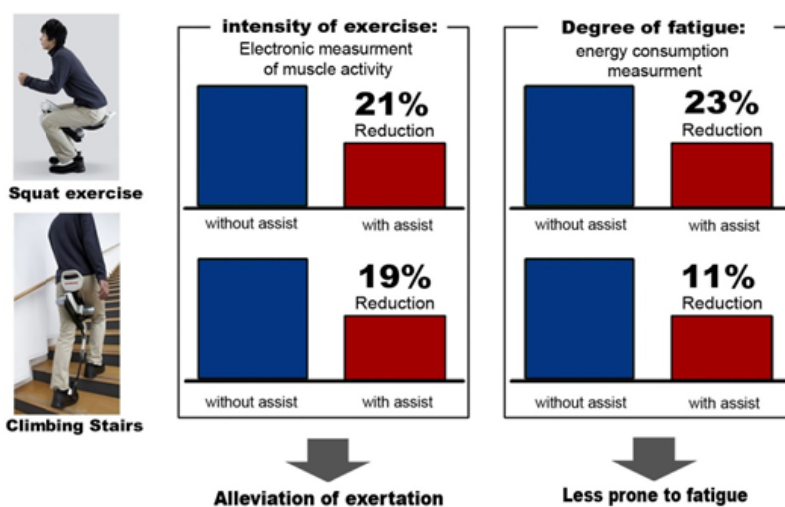 intensity of exercise:
Electronic measurment
of muscle activity
21%
Reduction
without assist
with assist
19%
Reduction
without assist
with assist
Alleviation of exertation
Degree of fatigue:
energy consumption
measurment
23%
Reduction
without assist
with assist
11%
Reduction
without assist
with assist
Less prone to fatigue
Squat exercise
Climbing Stairs